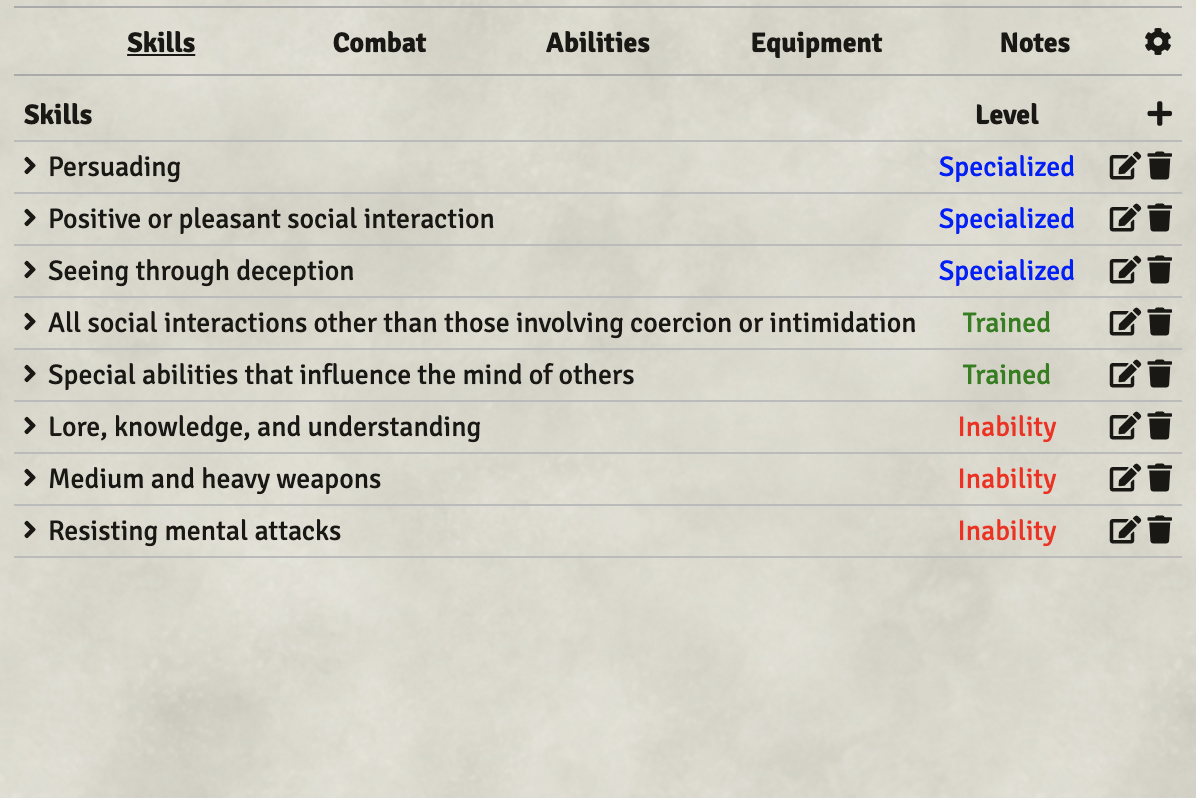 Skills Combat Abilities Equipment Notes
Skills Level
Persuading Specialized
Positive or pleasant social interaction Specialized
Seeing through deception Specialized
All social interactions other than those involving coercion or intimidation Trained
Special abilities that influence the mind of others Trained
Lore, knowledge, and understanding Inability
Medium and heavy weapons Inability
Resisting mental attacks Inability